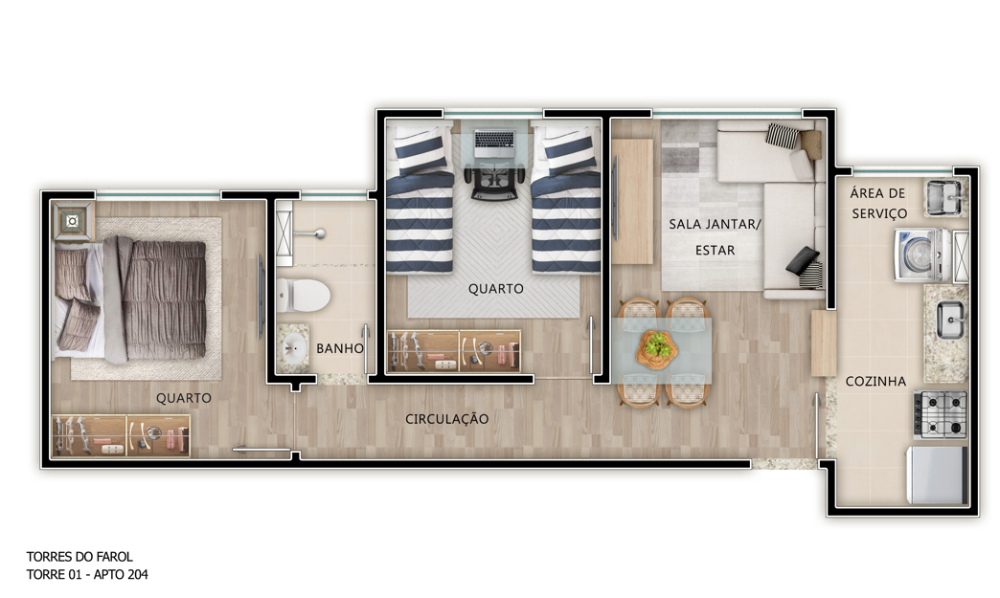 ÁREA DE
SERVIÇO
SALA JANTAR/
ESTAR
QUARTO
BANHO
COZINHA
QUARTO
CIRCULAÇÃO
TORRES DO FAROL
TORRE 01 - APTO 204